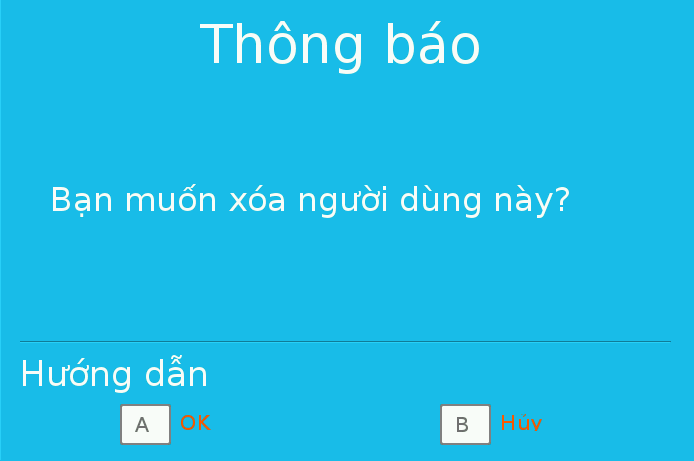 Thông báo
Bạn muốn xóa người dùng này?
Hướng dẫn
A OK B Hủy